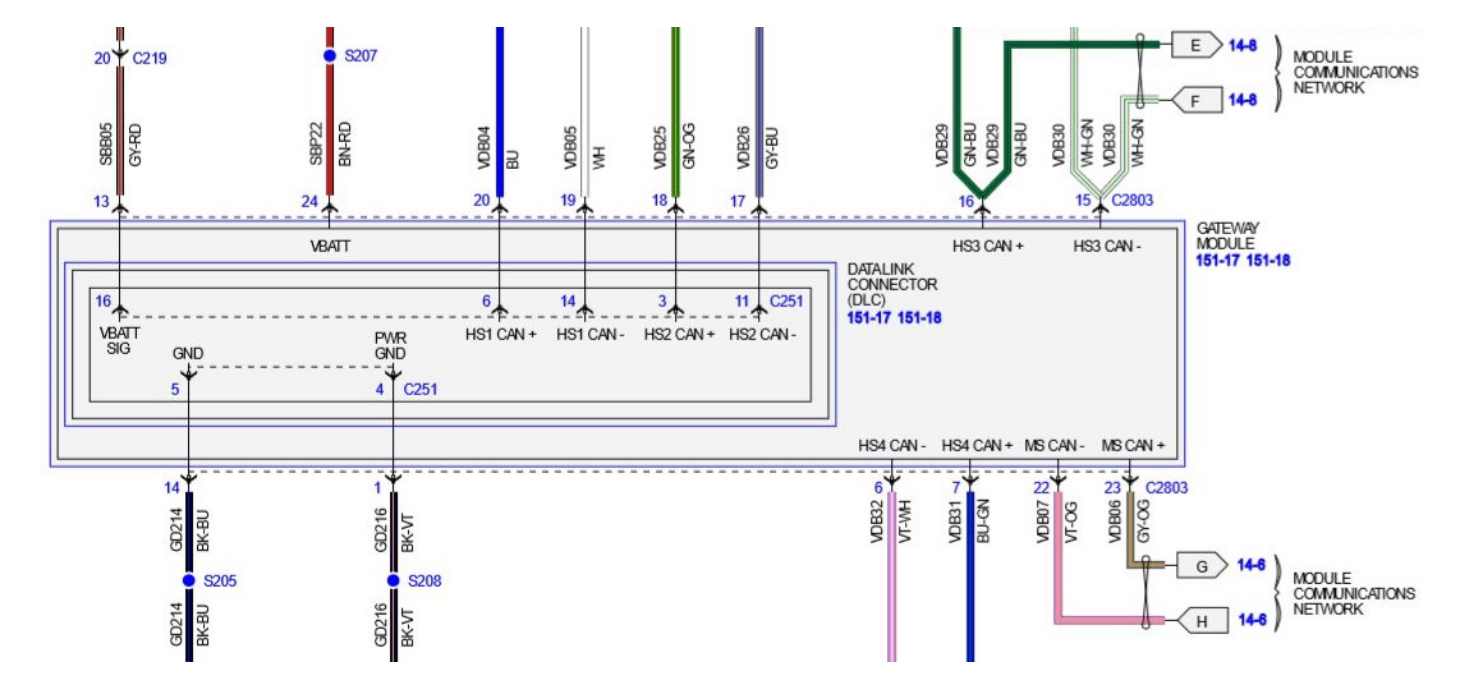 20 C219
S207
E 14-8
F 14-8
MODULE
COMMUNICATIONS
NETWORK
SBB05
GY-RD
SBP22
BN-RD
VDB04
BU
VDB05
WH
VDB25
GN-OG
VDB26
GY-BU
VDB29
GN-BU
VDB29
GN-BU
VDB30
WH-GN
VDB30
WH-GN
13 24 20 19 18 17 16 15 C2803
GATEWAY
MODULE
151-17 151-18
VBATT HS3 CAN + HS3 CAN -
DATALINK
CONNECTOR
(DLC)
151-17 151-18
16 6 14 3 11 C251
VBATT
SIG
HS1 CAN + HS1 CAN - HS2 CAN + HS2 CAN -
GND
PWR
GND
5 4 C251
HS4 CAN - HS4 CAN + MS CAN - MS CAN +
14 1 6 7 22 23 C2803
GD214
BK-BU
GD216
BK-VT
VDB32
VT-WH
VDB31
BU-GN
VDB07
VT-OG
VDB06
GY-OG
S205
S208
G 14-6
H 14-6
MODULE
COMMUNICATIONS
NETWORK
GD214
BK-BU
GD216
BK-VT